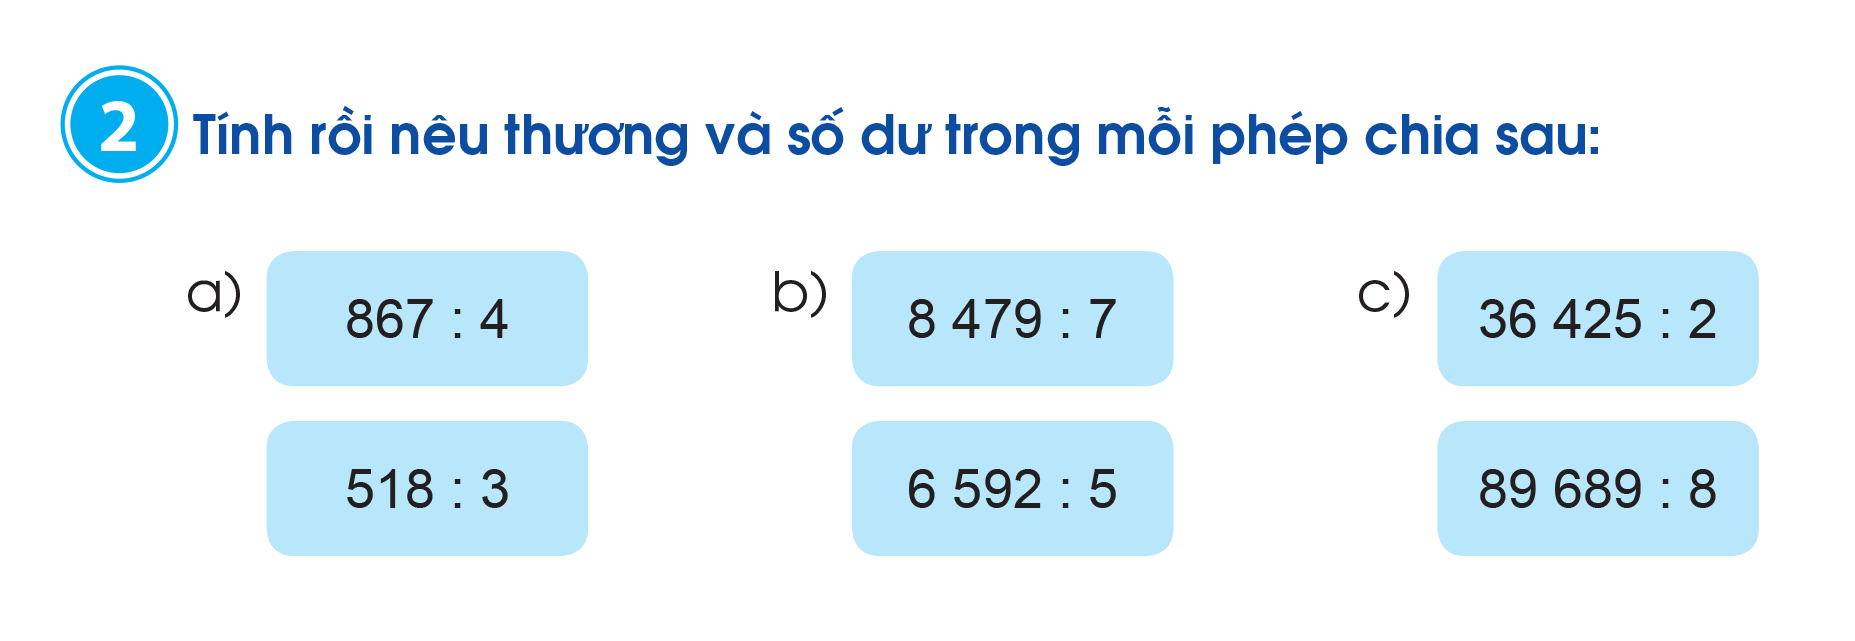 2 Tính rồi nêu thương và số dư trong mỗi phép chia sau:
a) 867 : 4 b) 8 479 : 7 c) 36 425 : 2
518 : 3 6 592 : 5 89 689 : 8